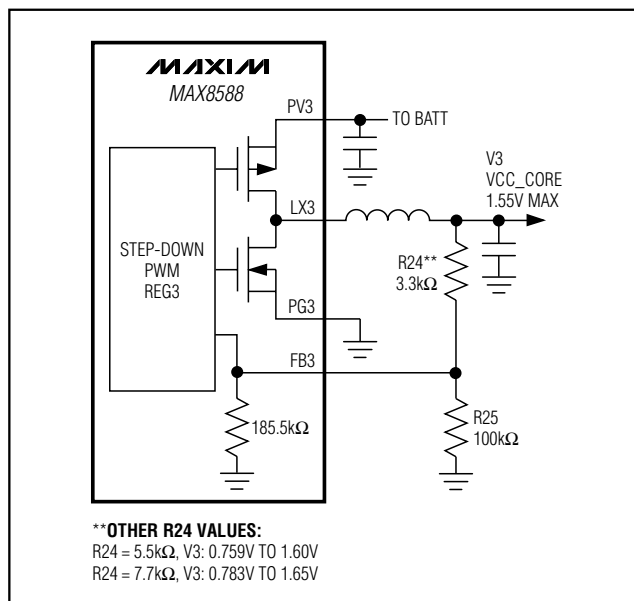 MAXIM
MAX8588
PV3
TO BATT
V3
VCC_CORE
1.55V MAX
LX3
STEP-DOWN
PWM
REG3
R24**
3.3kΩ
PG3
FB3
185.5kΩ
R25
100kΩ
**OTHER R24 VALUES:
R24 = 5.5kΩ, V3: 0.759V TO 1.60V
R24 = 7.7kΩ, V3: 0.783V TO 1.65V